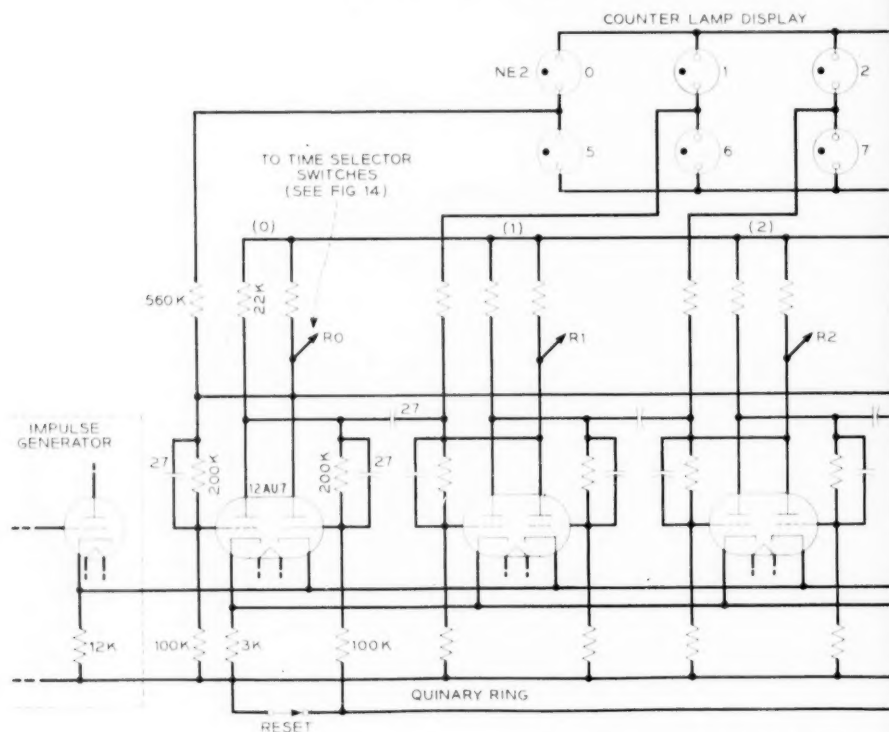 COUNTER LAMP DISPLAY
NE2
0
1
2
5
6
7
TO TIME SELECTOR
SWITCHES
(SEE FIG 14)
(0)
(1)
(2)
560K
22K
R0
R1
R2
27
IMPULSE
GENERATOR
27
200K
12AU7
200K
27
12K
100K
3K
100K
QUINARY RING
RESET